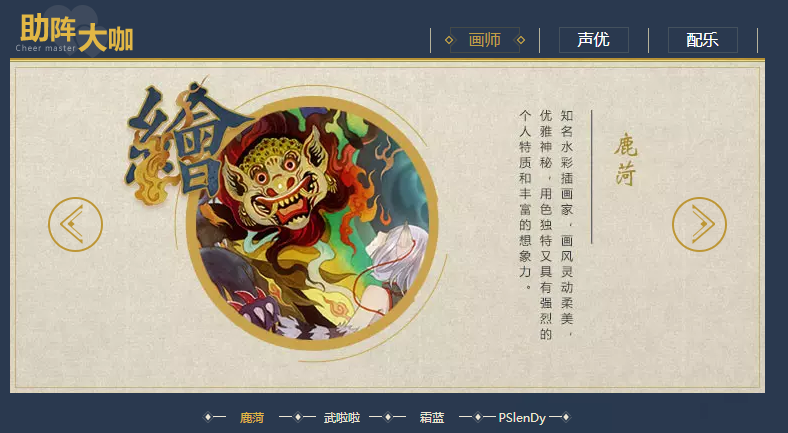 助阵大咖
Cheer master
画师
声优
配乐
繪
鹿菏
知名水彩插画家，画风灵动柔美，
优雅神秘，用色独特又具有强烈的
个人特质和丰富的想象力。
鹿菏
武啦啦
霜蓝
PSlenDy